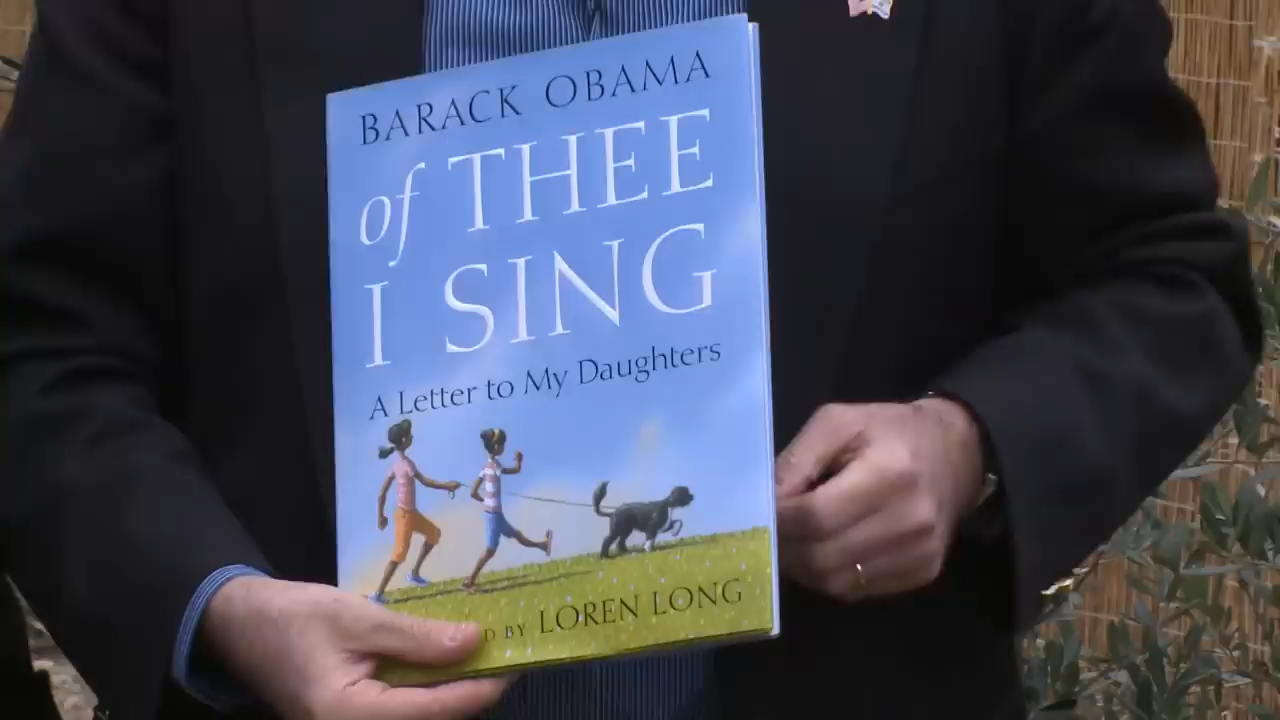 BARACK OBAMA
of THEE
I SING
A Letter to My Daughters
D BY LOREN LONG